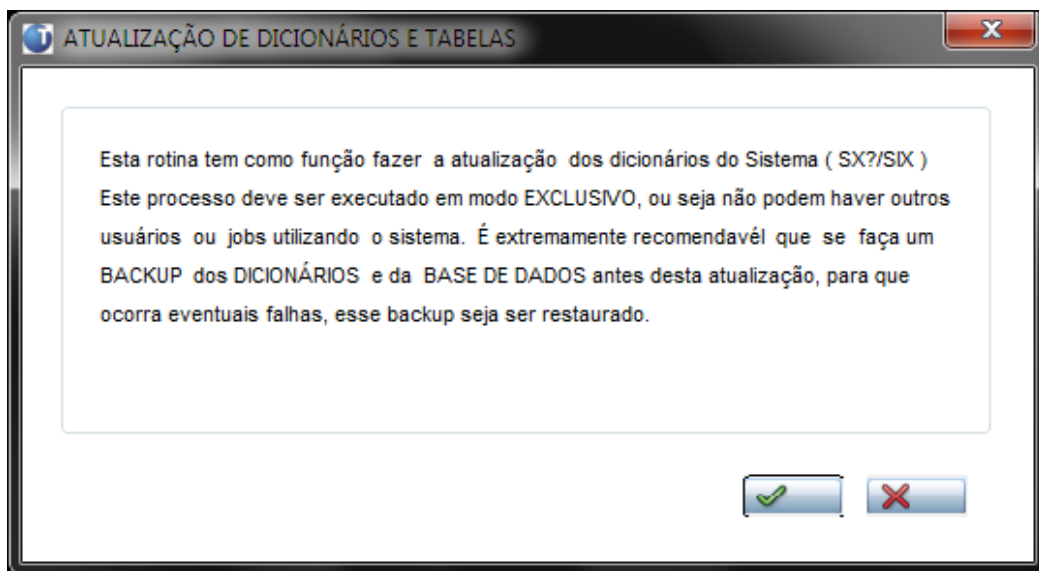 ATUALIZAÇÃO DE DICIONÁRIOS E TABELAS
Esta rotina tem como função fazer a atualização dos dicionários do Sistema ( SX?/SIX )
Este processo deve ser executado em modo EXCLUSIVO, ou seja não podem haver outros
usuários ou jobs utilizando o sistema. É extremamente recomendavél que se faça um
BACKUP dos DICIONÁRIOS e da BASE DE DADOS antes desta atualização, para que
ocorra eventuais falhas, esse backup seja ser restaurado.